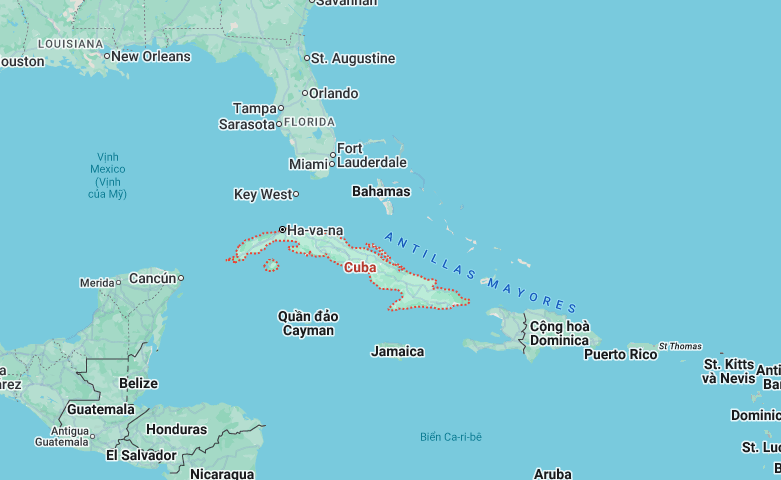 Savannah
LOUISIANA
ouston
New Orleans
St. Augustine
Orlando
Tampa
Sarasota
FLORIDA
Fort
Lauderdale
Miami
Vịnh
Mexico
(Vịnh
của Mỹ)
Key West
Bahamas
Ha-va-na
ANTILLAS MAYORES
Cuba
Merida
Cancún
Quần đảo
Cayman
Cộng hoà
Dominica
Jamaica
Puerto Rico
St Thomas
St. Kitts
và Nevis
Anti
Bar
a
rez
Belize
Guatemala
Antigua
Guatemala
Honduras
El Salvador
Nicaragua
Biển Ca-ri-bê
Dominic
St. Luc
B
Aruba